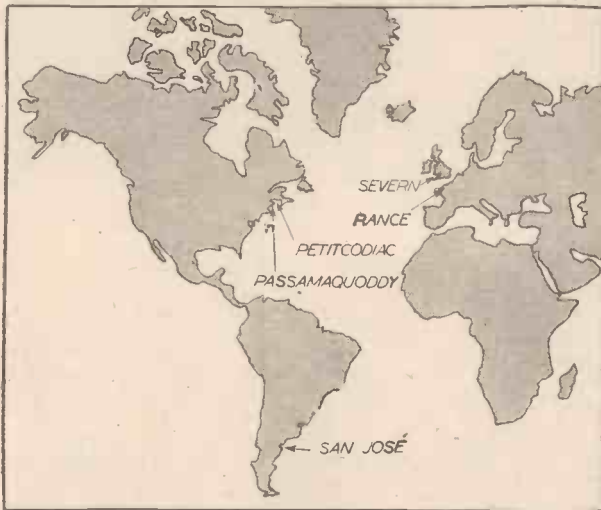 SEVERN
RANCE
PETITCODIAC
PASSAMAQUODDY
SAN JOSÉ